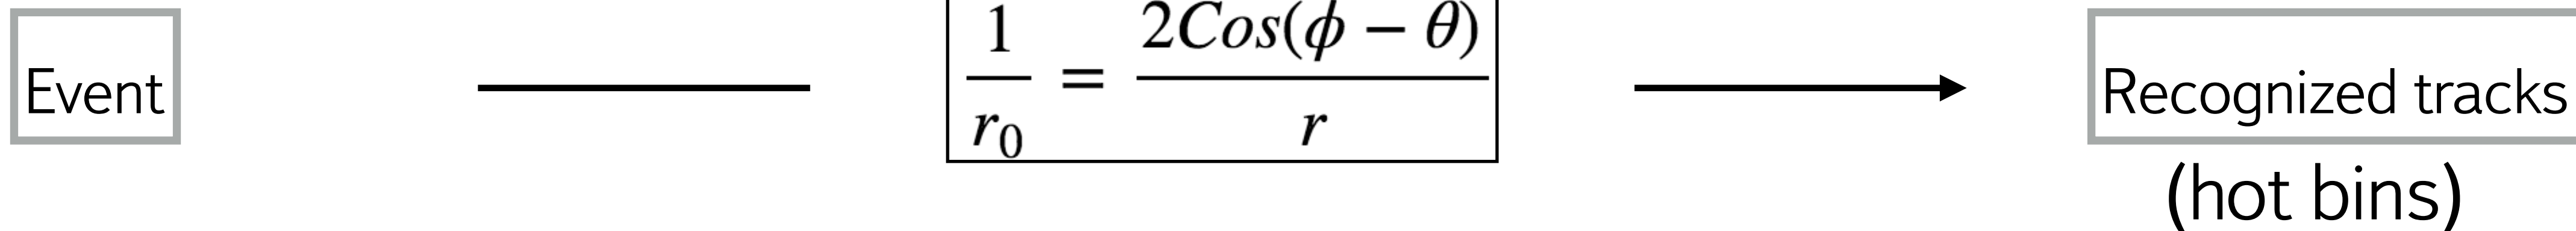 Event
1/r₀ = 2Cos(ϕ − θ)/r
Recognized tracks
(hot bins)